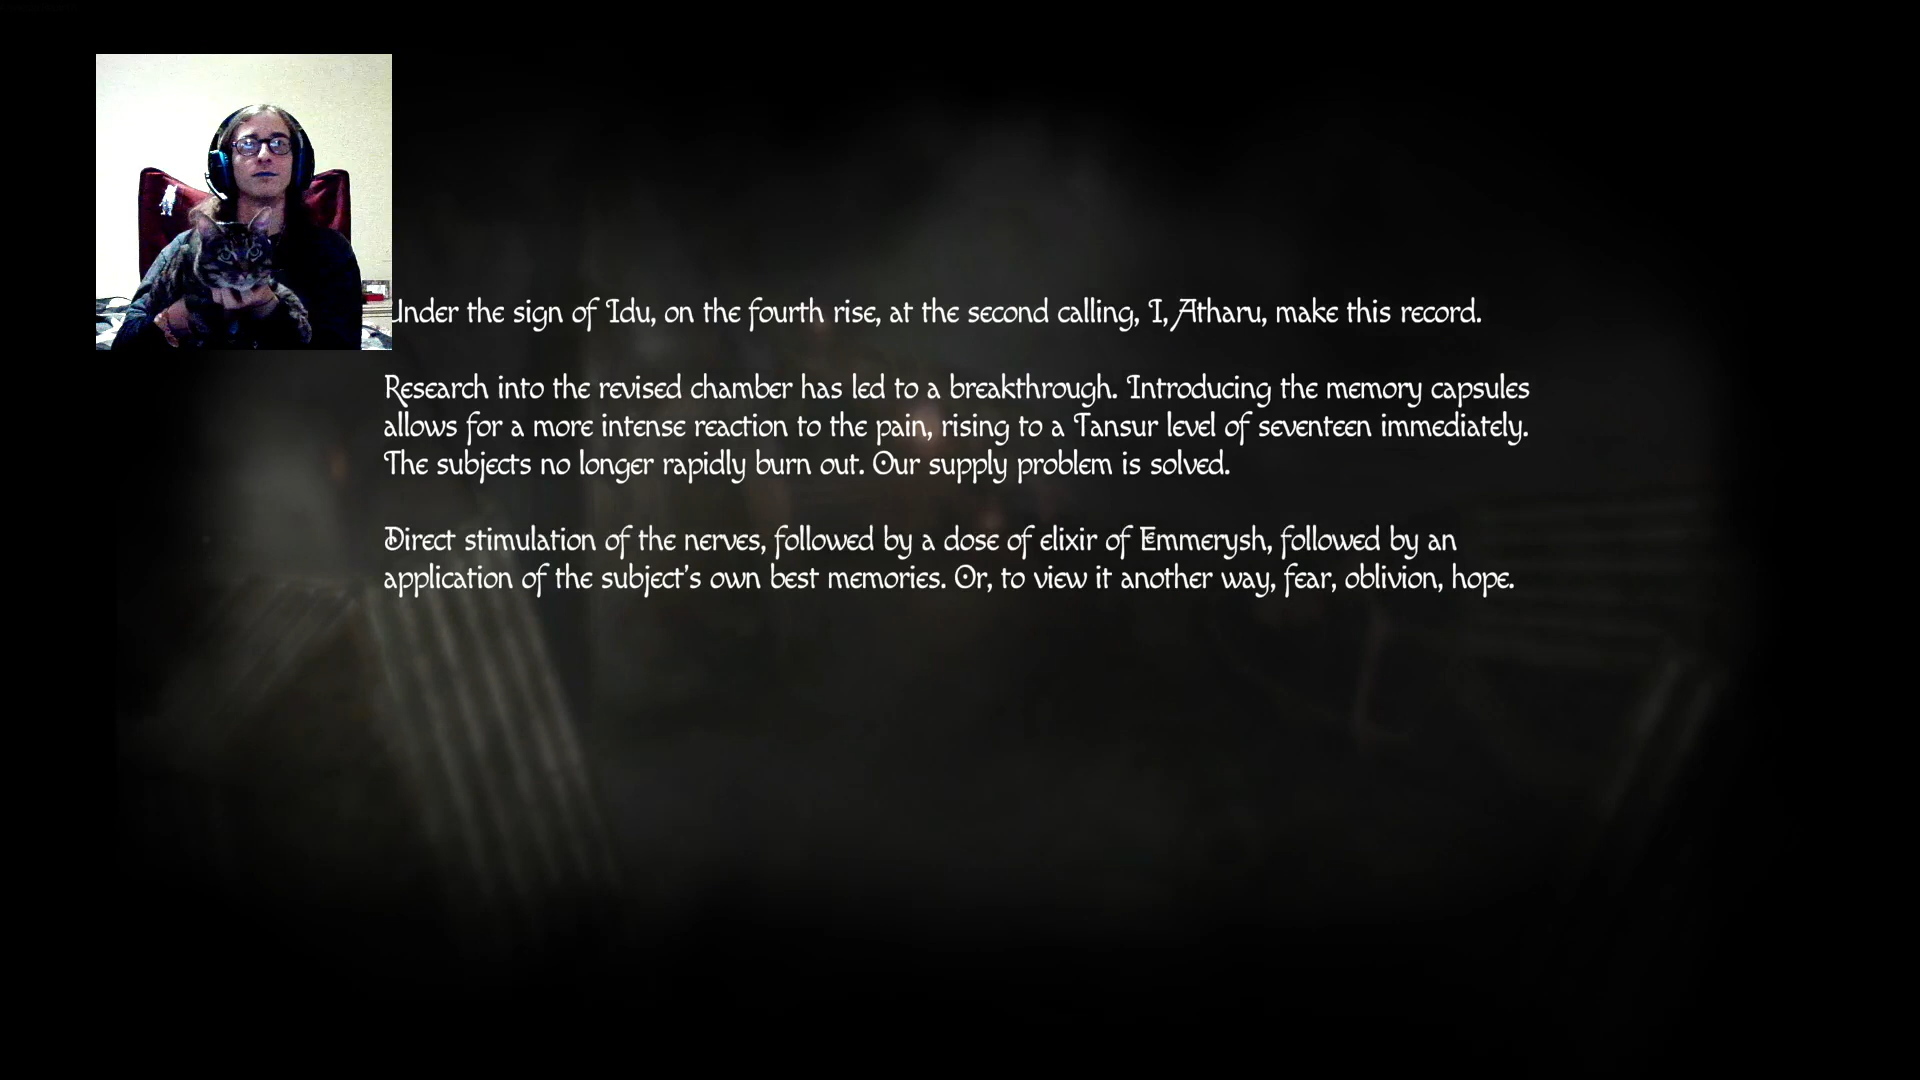 Under the sign of Idu, on the fourth rise, at the second calling, I, Atharu, make this record.
Research into the revised chamber has led to a breakthrough. Introducing the memory capsules
allows for a more intense reaction to the pain, rising to a Tansur level of seventeen immediately.
The subjects no longer rapidly burn out. Our supply problem is solved.
Direct stimulation of the nerves, followed by a dose of elixir of Emmerysh, followed by an
application of the subject's own best memories. Or, to view it another way, fear, oblivion, hope.